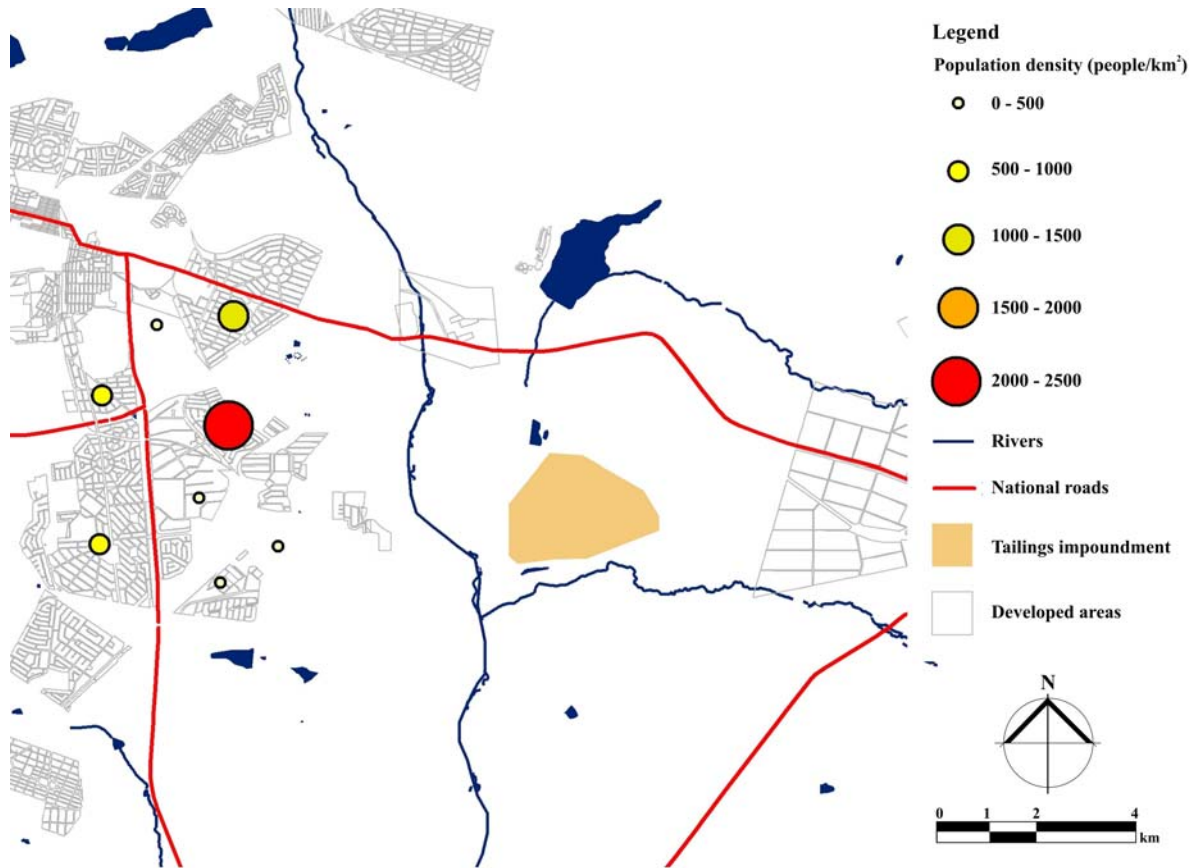 Legend
Population density (people/km²)
0 - 500
500 - 1000
1000 - 1500
1500 - 2000
2000 - 2500
Rivers
National roads
Tailings impoundment
Developed areas
N
0 1 2 4
km